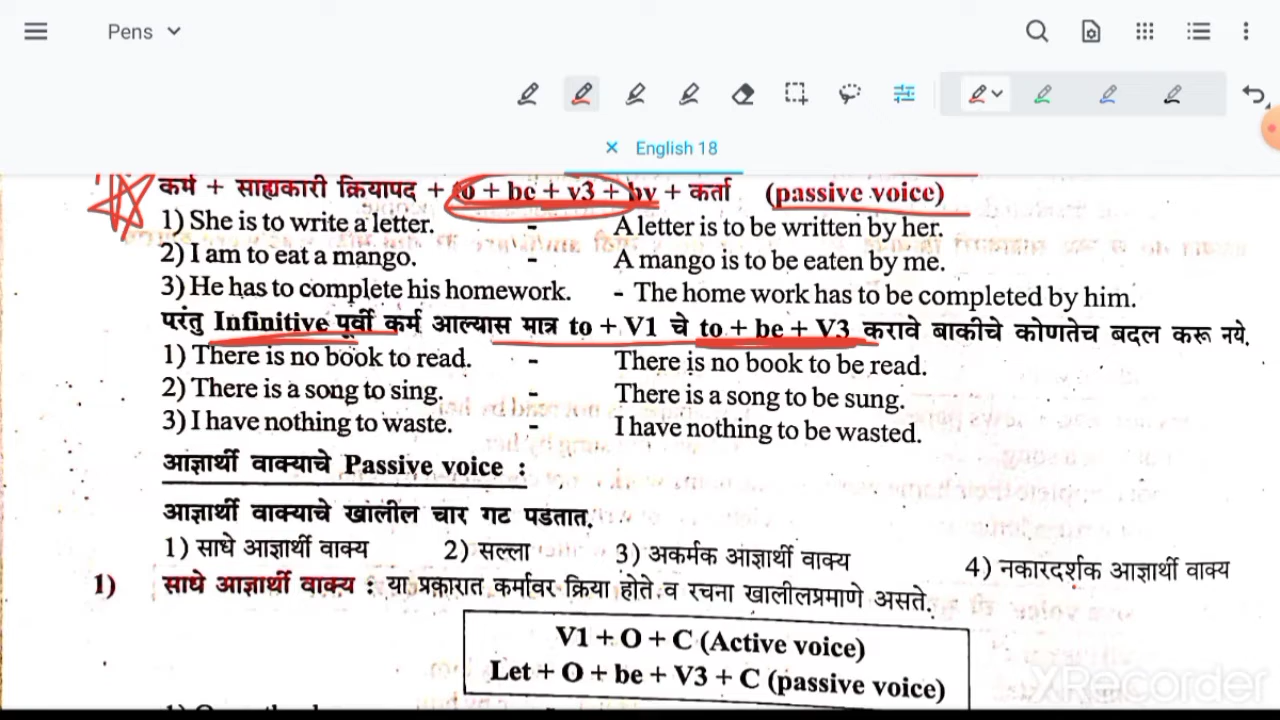 Pens
English 18
कर्म + साह्यकारी क्रियापद + to + be + v3 + by + कर्ता (passive voice)
1) She is to write a letter. - A letter is to be written by her.
2) I am to eat a mango. - A mango is to be eaten by me.
3) He has to complete his homework. - The home work has to be completed by him.
परंतु Infinitive पूर्वी कर्म आल्यास मात्र to + V1 चे to + be + V3 करावे बाकीचे कोणतेच बदल करू नये.
1) There is no book to read. - There is no book to be read.
2) There is a song to sing. - There is a song to be sung.
3) I have nothing to waste. - I have nothing to be wasted.
आज्ञार्थी वाक्याचे Passive voice :
आज्ञार्थी वाक्याचे खालील चार गट पडतात.
1) साधे आज्ञार्थी वाक्य 2) सल्ला 3) अकर्मक आज्ञार्थी वाक्य 4) नकारदर्शक आज्ञार्थी वाक्य
1) साधे आज्ञार्थी वाक्य : या प्रकारात कर्मावर क्रिया होते व रचना खालीलप्रमाणे असते.
V1 + O + C (Active voice)
Let + O + be + V3 + C (passive voice)
XRecorder